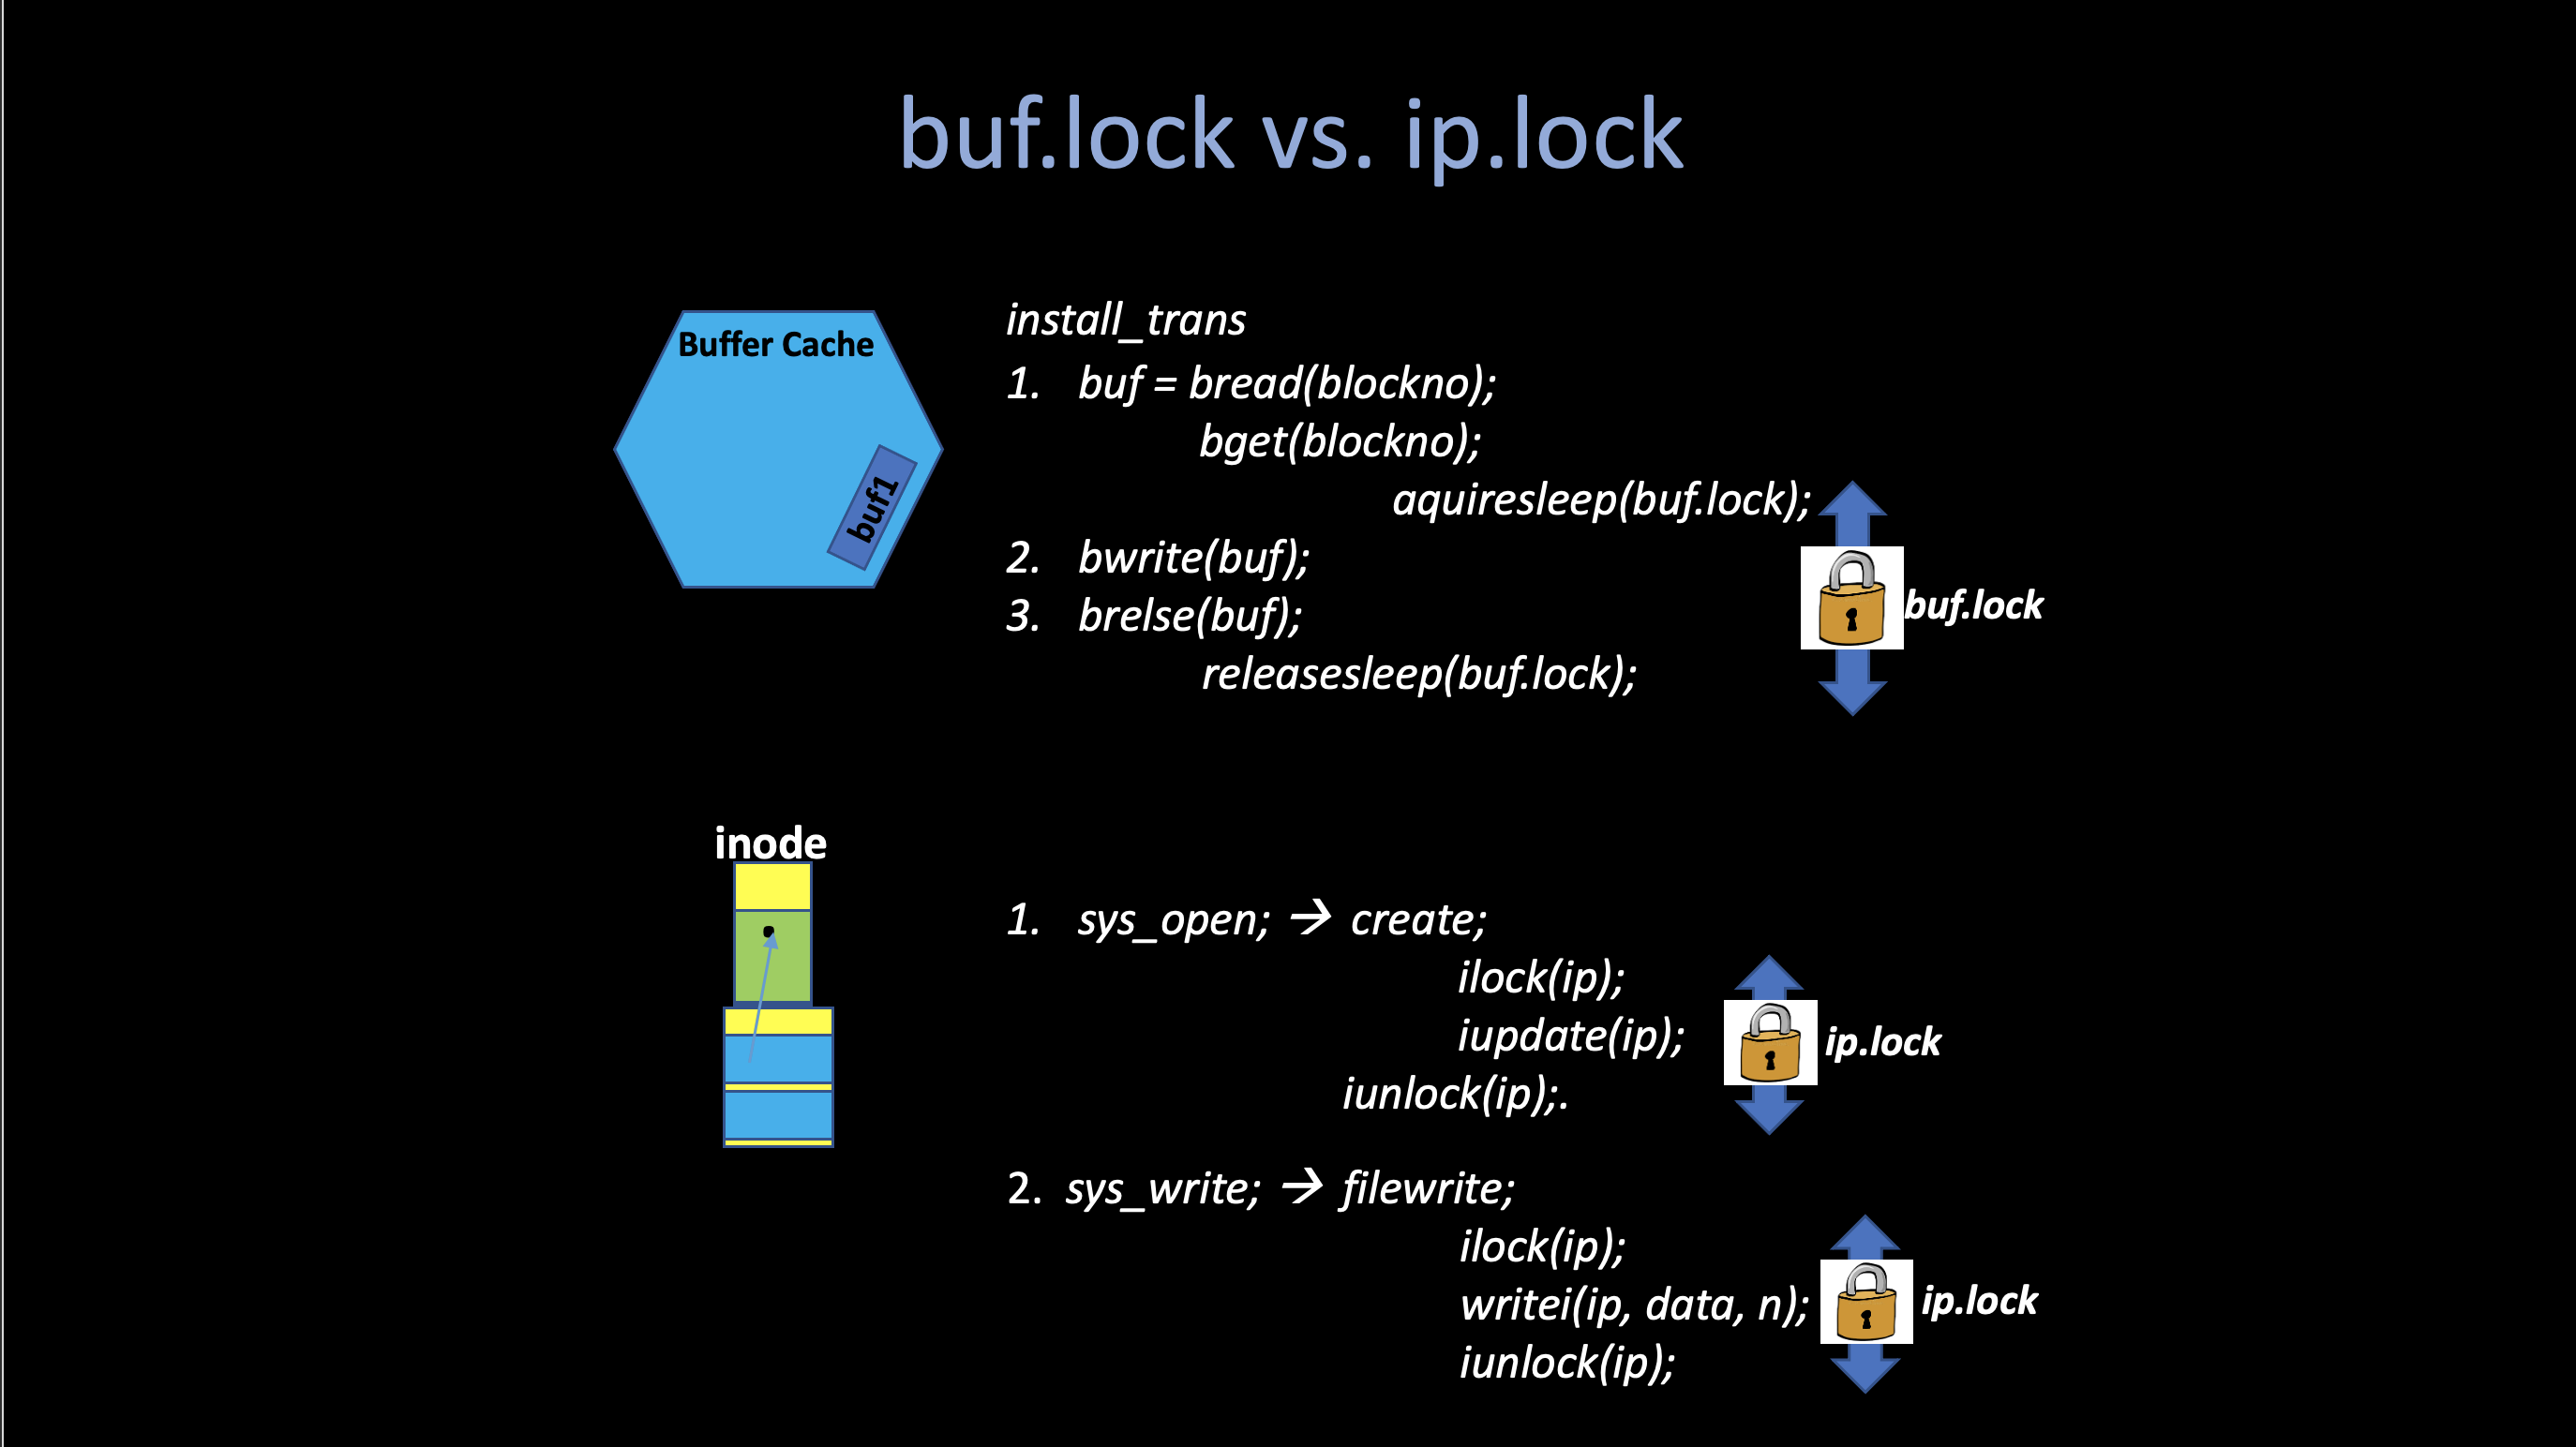 buf.lock vs. ip.lock
Buffer Cache
buf1
install_trans
1. buf = bread(blockno);
bget(blockno);
aquiresleep(buf.lock);
2. bwrite(buf);
3. brelse(buf);
releasesleep(buf.lock);
buf.lock
inode
1. sys_open; → create;
ilock(ip);
iupdate(ip);
iunlock(ip);.
ip.lock
2. sys_write; → filewrite;
ilock(ip);
writei(ip, data, n);
iunlock(ip);
ip.lock